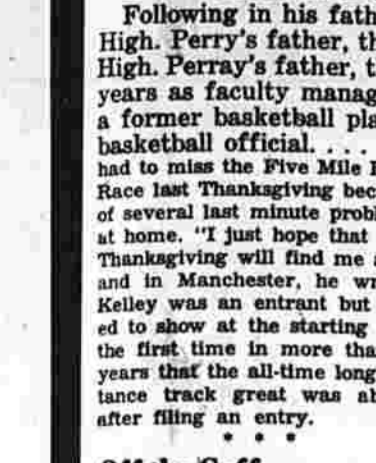 Following in his fath
High. Perry's father, th
High. Perray's father, t
years as faculty manag
a former basketball pla
basketball official. . . .
had to miss the Five Mile
Race last Thanksgiving bec
of several last minute prob
at home. "I just hope that
Thanksgiving will find me
and in Manchester, he wr
Kelley was an entrant but
ed to show at the starting
the first time in more tha
years that the all-time long
tance track great was ab
after filing an entry.
* * *